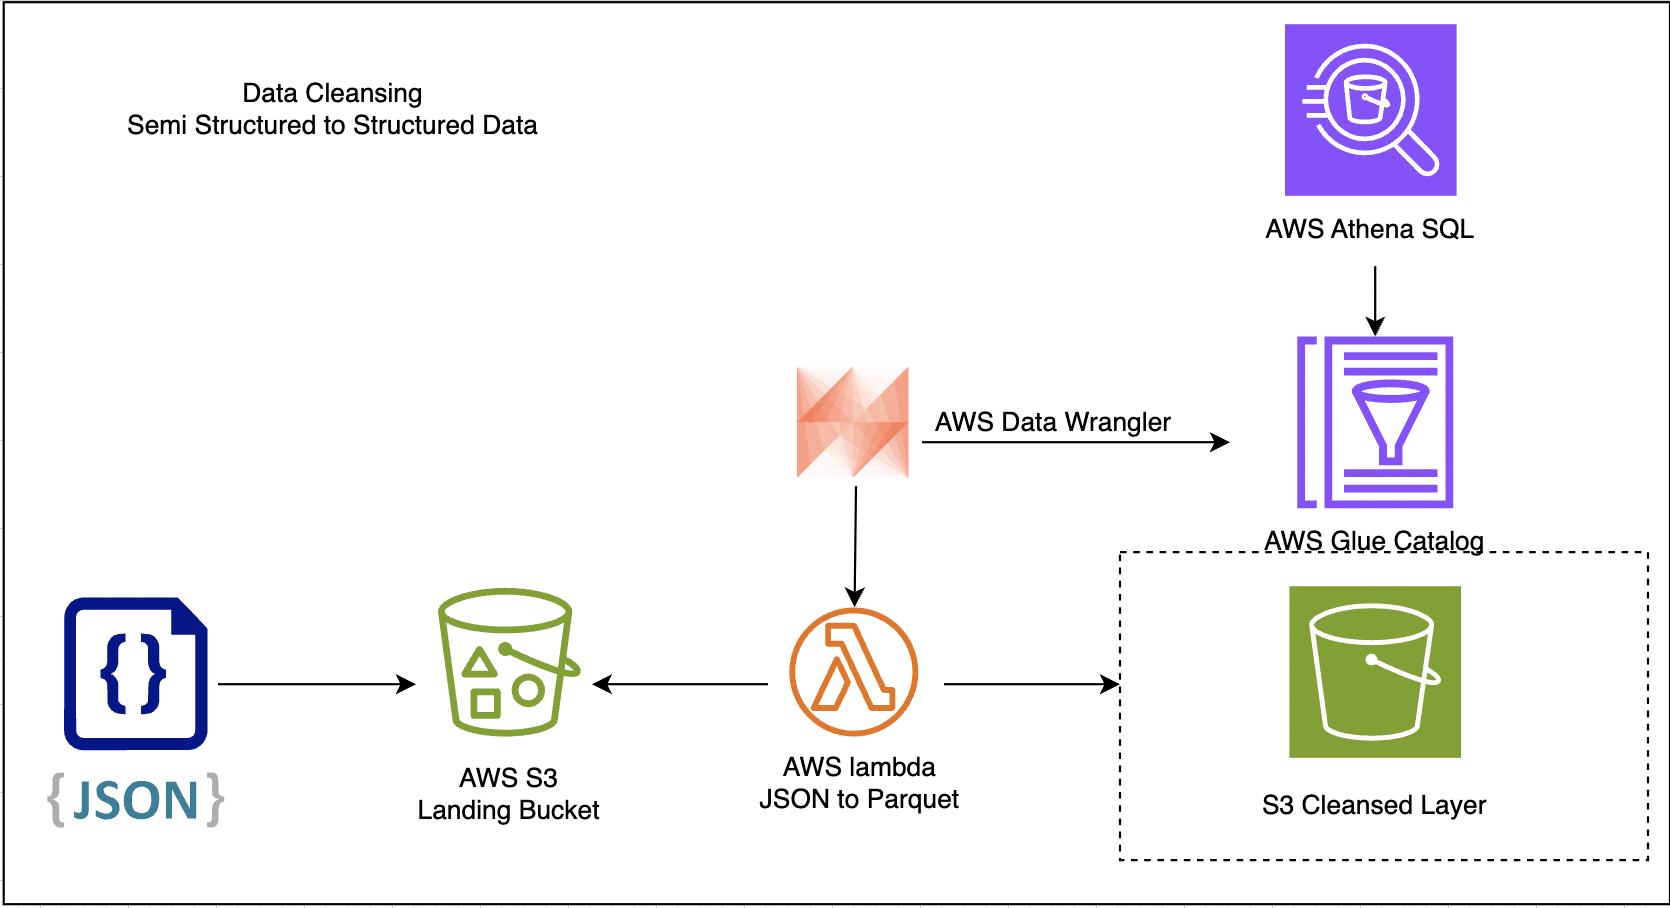 Data Cleansing
Semi Structured to Structured Data
AWS Athena SQL
AWS Data Wrangler
AWS Glue Catalog
{}
{JSON}
AWS S3
Landing Bucket
AWS lambda
JSON to Parquet
S3 Cleansed Layer